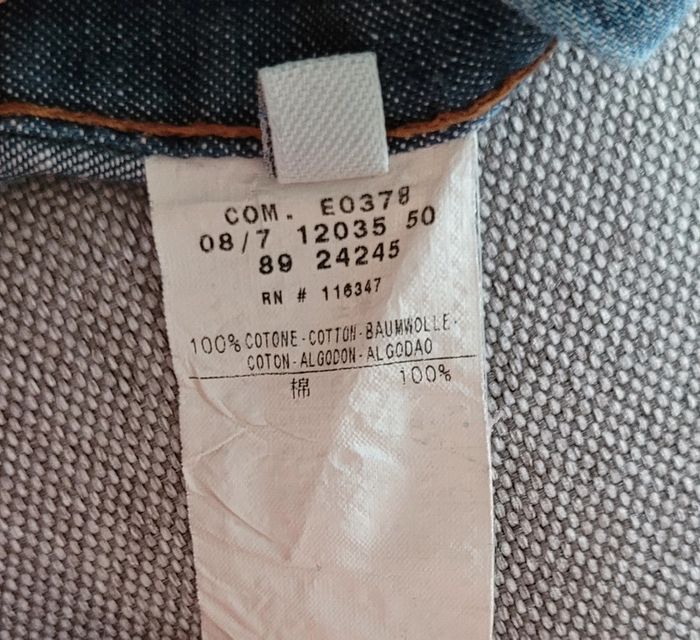 COM. E0378
08/7 12035 50
89 24245
RN # 116347
100% COTONE-COTTON-BAUMWOLLE-
COTON-ALGODON-ALGODAO
棉 100%